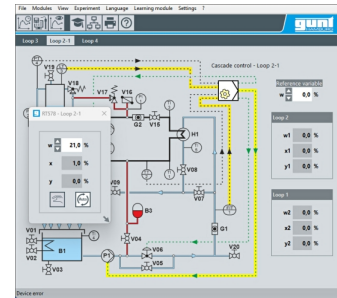 File Modules View Experiment Language Learning module Settings ?
gunt
Loop 3 Loop 2-1 Loop 4
Cascade control - Loop 2-1
V19
V18
V17 V16
G2 V15
Reference variable
w 0,0 %
RT578 - Loop 2-1
w 21,0 %
x 1,0 %
y 0,0 %
H1
Loop 2
w1 0,0 %
x1 0,0 %
y1 0,0 %
V08
V09
V07
B3
G1
Loop 1
w2 0,0 %
x2 0,0 %
y2 0,0 %
V01
V02
V03
B1
P1
V04
V06
V05
V20
Device error